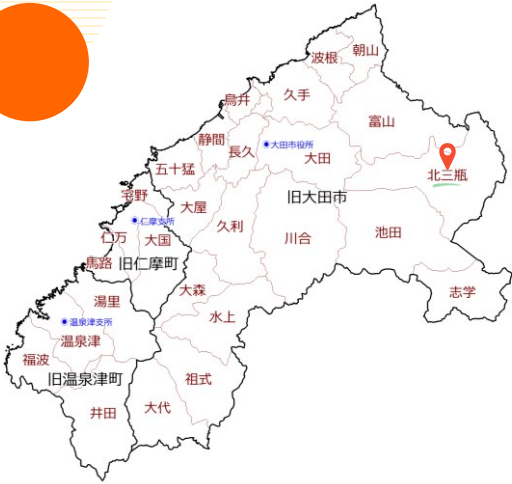 朝山
波根
久手
鳥井
富山
静間
長久
大田市役所
大田
五十猛
北三瓶
宅野
旧大田市
大屋
仁摩支所
久利
池田
川合
仁万
大国
馬路
旧仁摩町
大森
志学
湯里
水上
温泉津支所
温泉津
福波
旧温泉津町
祖式
井田
大代